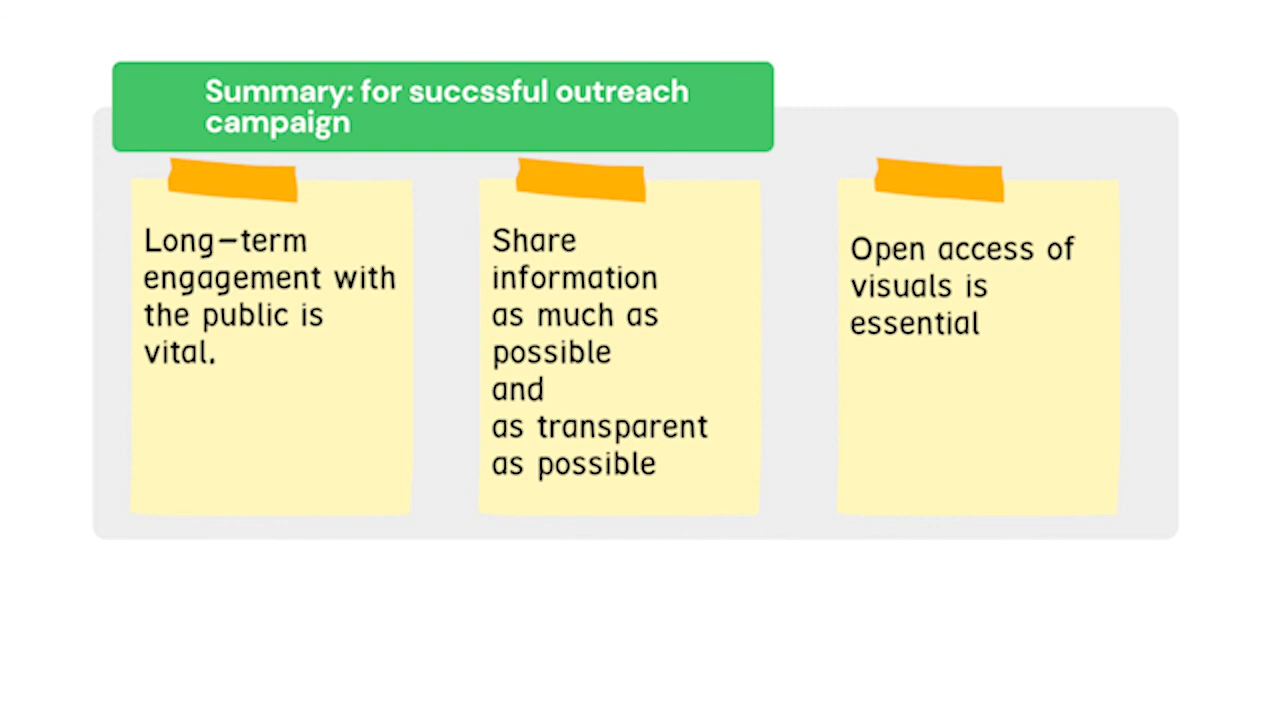 Summary: for succssful outreach
campaign
Long-term
engagement with
the public is
vital.
Share
information
as much as
possible
and
as transparent
as possible
Open access of
visuals is
essential